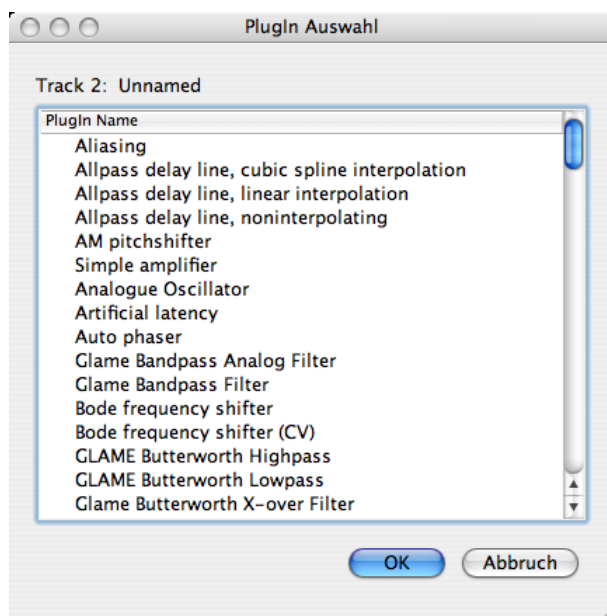 PlugIn Auswahl
Track 2: Unnamed
PlugIn Name
Aliasing
Allpass delay line, cubic spline interpolation
Allpass delay line, linear interpolation
Allpass delay line, noninterpolating
AM pitchshifter
Simple amplifier
Analogue Oscillator
Artificial latency
Auto phaser
Glame Bandpass Analog Filter
Glame Bandpass Filter
Bode frequency shifter
Bode frequency shifter (CV)
GLAME Butterworth Highpass
GLAME Butterworth Lowpass
Glame Butterworth X-over Filter
OK Abbruch